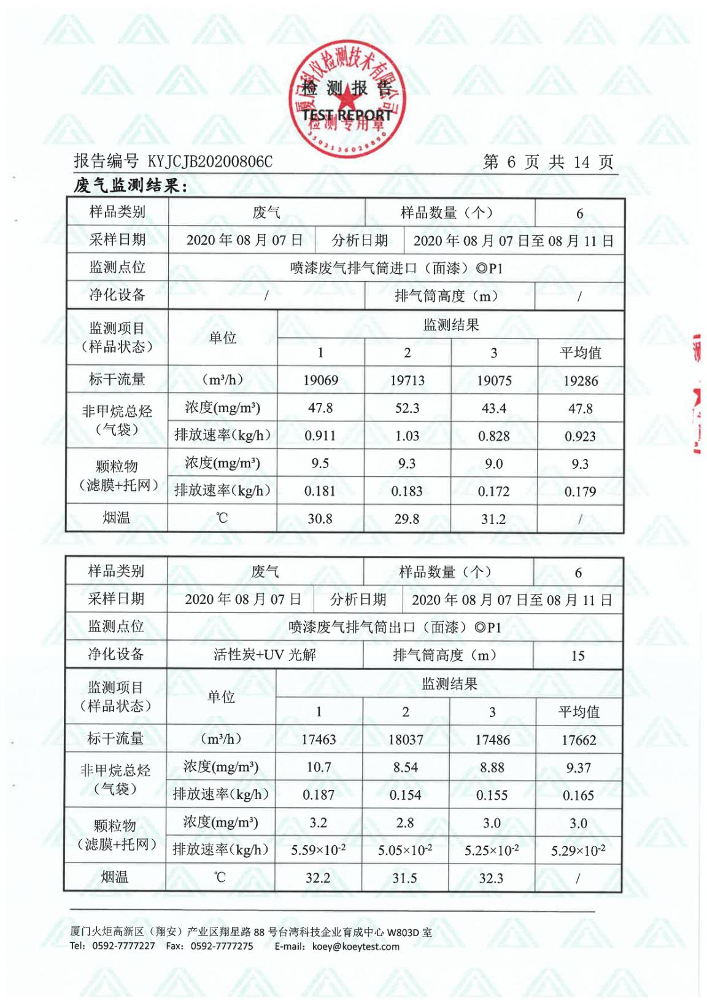 厦门科仪检测技术有限公司
检 测 报 告
TEST REPORT
检测专用章
3502136028890
报告编号 KYJCJB20200806C 第 6 页 共 14 页
废气监测结果:
样品类别 废气 样品数量（个） 6
采样日期 2020 年 08 月 07 日 分析日期 2020 年 08 月 07 日至 08 月 11 日
监测点位 喷漆废气排气筒进口（面漆）◎P1
净化设备 / 排气筒高度（m） /
监测项目 单位 监测结果
（样品状态） 1 2 3 平均值
标干流量 （m³/h） 19069 19713 19075 19286
非甲烷总烃 浓度(mg/m³) 47.8 52.3 43.4 47.8
（气袋） 排放速率(kg/h) 0.911 1.03 0.828 0.923
颗粒物 浓度(mg/m³) 9.5 9.3 9.0 9.3
（滤膜+托网） 排放速率(kg/h) 0.181 0.183 0.172 0.179
烟温 ℃ 30.8 29.8 31.2 /
样品类别 废气 样品数量（个） 6
采样日期 2020 年 08 月 07 日 分析日期 2020 年 08 月 07 日至 08 月 11 日
监测点位 喷漆废气排气筒出口（面漆）◎P1
净化设备 活性炭+UV 光解 排气筒高度（m） 15
监测项目 单位 监测结果
（样品状态） 1 2 3 平均值
标干流量 （m³/h） 17463 18037 17486 17662
非甲烷总烃 浓度(mg/m³) 10.7 8.54 8.88 9.37
（气袋） 排放速率(kg/h) 0.187 0.154 0.155 0.165
颗粒物 浓度(mg/m³) 3.2 2.8 3.0 3.0
（滤膜+托网） 排放速率(kg/h) 5.59×10⁻² 5.05×10⁻² 5.25×10⁻² 5.29×10⁻²
烟温 ℃ 32.2 31.5 32.3 /
厦门火炬高新区（翔安）产业区翔星路 88 号台湾科技企业育成中心 W803D 室
Tel: 0592-7777227 Fax: 0592-7777275 E-mail: koey@koeytest.com